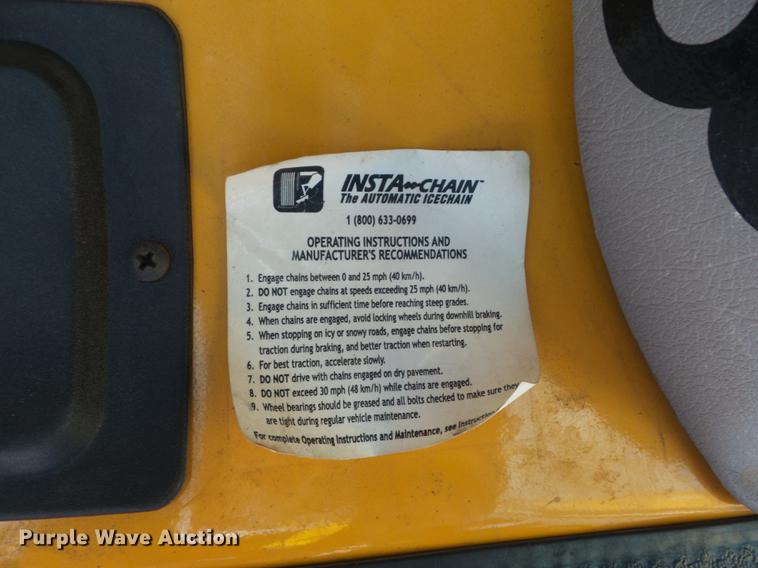 INSTA-CHAIN™
The AUTOMATIC ICECHAIN
1 (800) 633-0699
OPERATING INSTRUCTIONS AND
MANUFACTURER'S RECOMMENDATIONS
1. Engage chains between 0 and 25 mph (40 km/h).
2. DO NOT engage chains at speeds exceeding 25 mph (40 km/h).
3. Engage chains in sufficient time before reaching steep grades.
4. When chains are engaged, avoid locking wheels during downhill braking.
5. When stopping on icy or snowy roads, engage chains before stopping for
traction during braking, and better traction when restarting.
6. For best traction, accelerate slowly.
7. DO NOT drive with chains engaged on dry pavement.
8. DO NOT exceed 30 mph (48 km/h) while chains are engaged.
9. Wheel bearings should be greased and all bolts checked to make sure they
are tight during regular vehicle maintenance.
For complete Operating Instructions and Maintenance, see
Purple Wave Auction